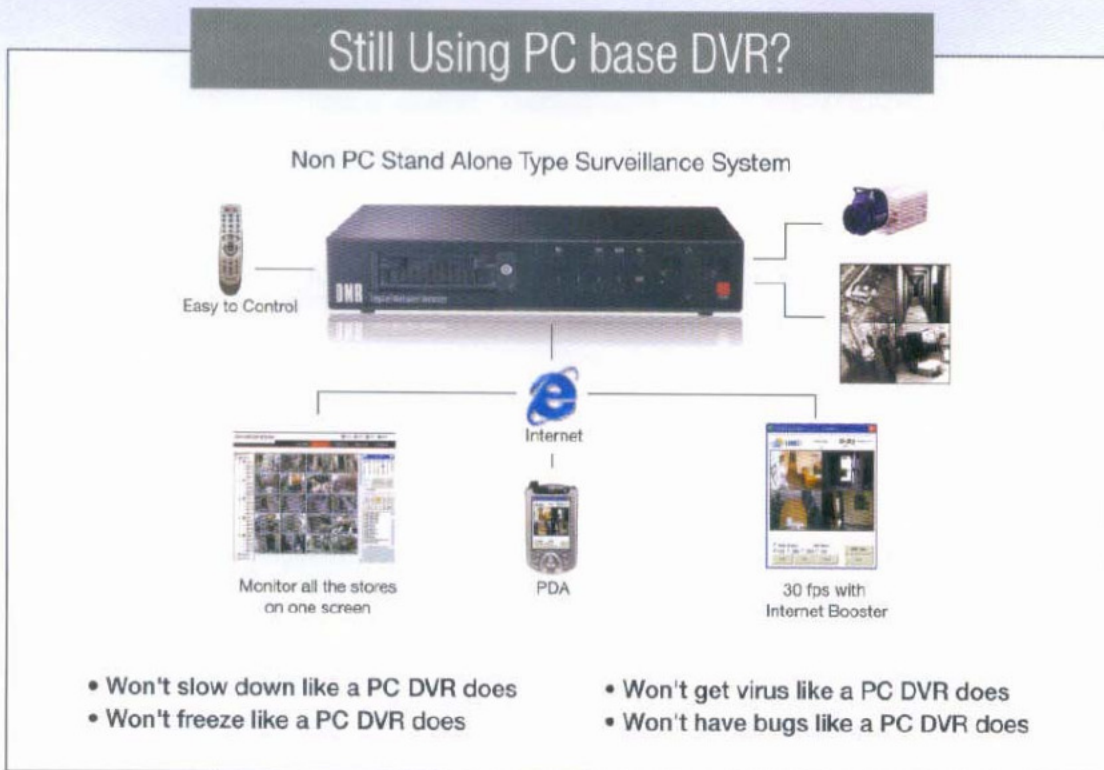 Still Using PC base DVR?
Non PC Stand Alone Type Surveillance System
Easy to Control
DNR
Internet
Monitor all the stores
on one screen
PDA
30 fps with
Internet Booster
• Won't slow down like a PC DVR does
• Won't freeze like a PC DVR does
• Won't get virus like a PC DVR does
• Won't have bugs like a PC DVR does